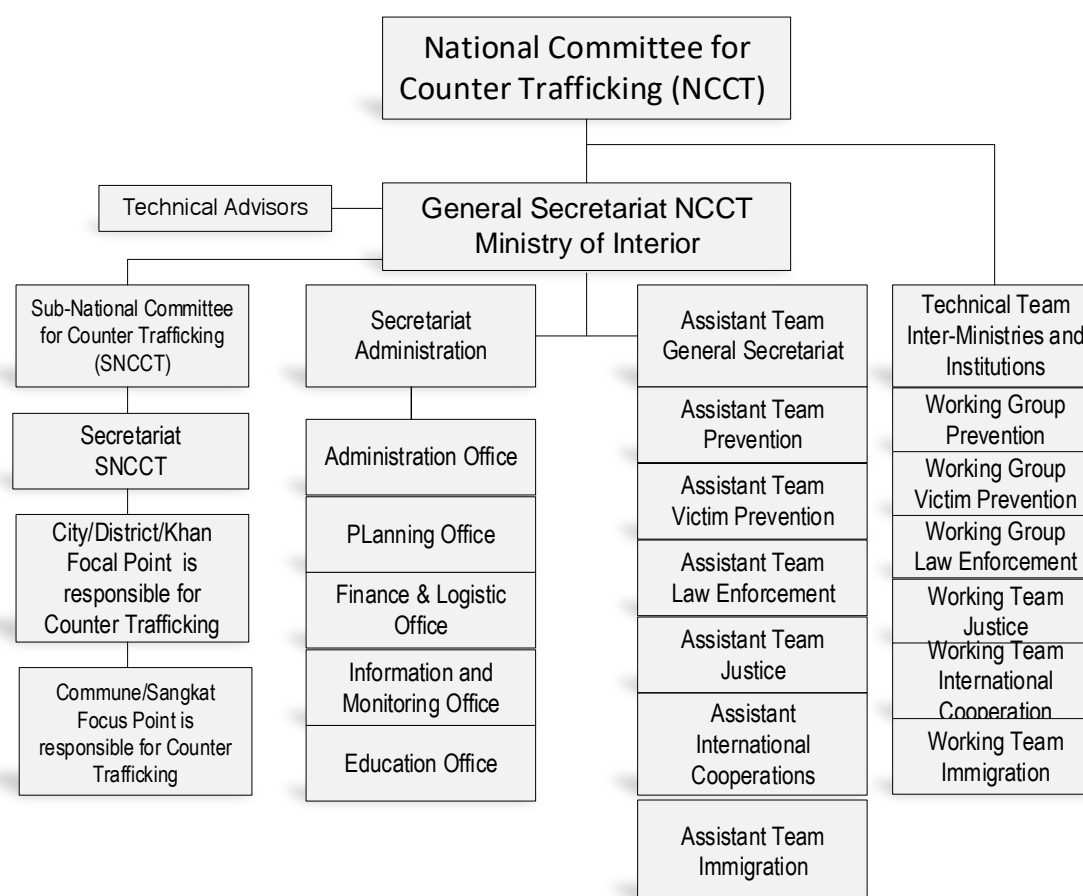 National Committee for
Counter Trafficking (NCCT)
Technical Advisors
General Secretariat NCCT
Ministry of Interior
Sub-National Committee
for Counter Trafficking
(SNCCT)
Secretariat
SNCCT
City/District/Khan
Focal Point is
responsible for
Counter Trafficking
Commune/Sangkat
Focus Point is
responsible for Counter
Trafficking
Secretariat
Administration
Administration Office
PLanning Office
Finance & Logistic
Office
Information and
Monitoring Office
Education Office
Assistant Team
General Secretariat
Assistant Team
Prevention
Assistant Team
Victim Prevention
Assistant Team
Law Enforcement
Assistant Team
Justice
Assistant
International
Cooperations
Assistant Team
Immigration
Technical Team
Inter-Ministries and
Institutions
Working Group
Prevention
Working Group
Victim Prevention
Working Group
Law Enforcement
Working Team
Justice
Working Team
International
Cooperation
Working Team
Immigration